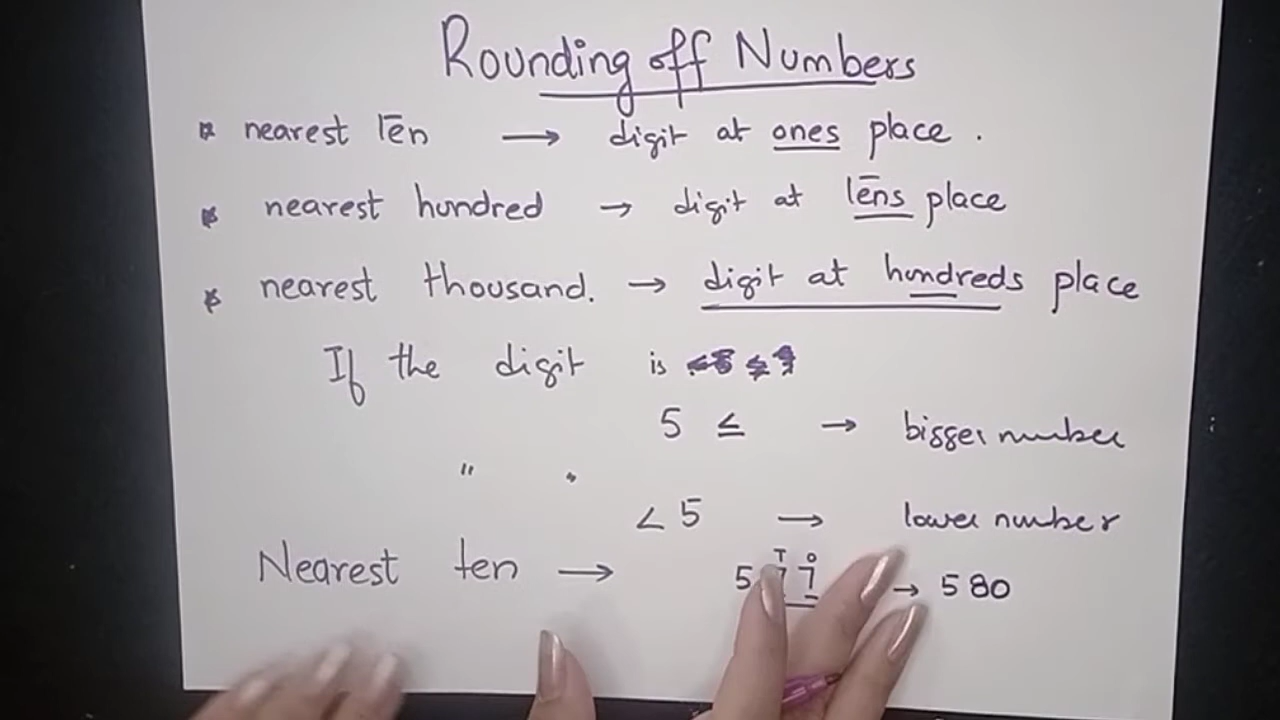 Rounding off Numbers
* nearest Ten → digit at ones place.
* nearest hundred → digit at tens place
* nearest thousand. → digit at hundreds place
If the digit is
5 ≤ → bigger number
" "
< 5 → lower number
T O
Nearest ten → 577 → 580